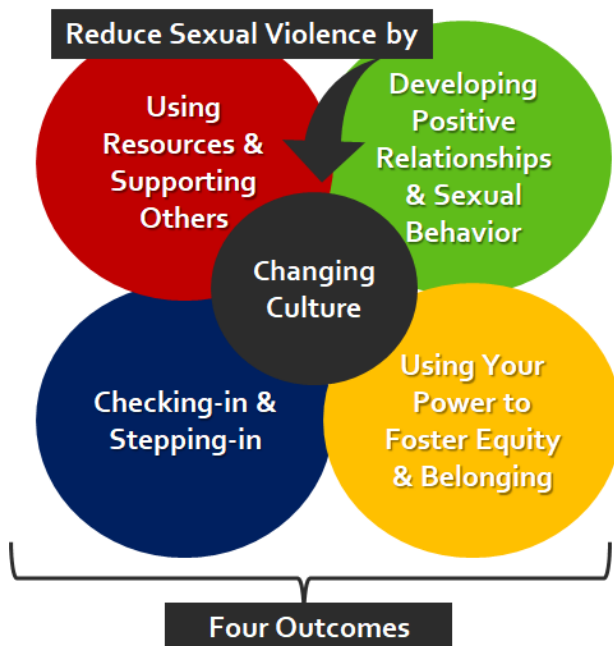 Reduce Sexual Violence by
Using
Resources &
Supporting
Others
Developing
Positive
Relationships
& Sexual
Behavior
Changing
Culture
Checking-in &
Stepping-in
Using Your
Power to
Foster Equity
& Belonging
Four Outcomes